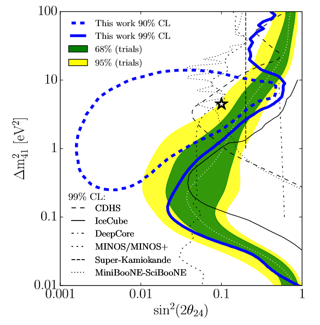 This work 90% CL
This work 99% CL
68% (trials)
95% (trials)
99% CL:
CDHS
IceCube
DeepCore
MINOS/MINOS+
Super-Kamiokande
MiniBooNE-SciBooNE
100
10
1
0.1
0.01
0.001
0.01
0.1
1
Δm²₄₁ [eV²]
sin²(2θ₂₄)